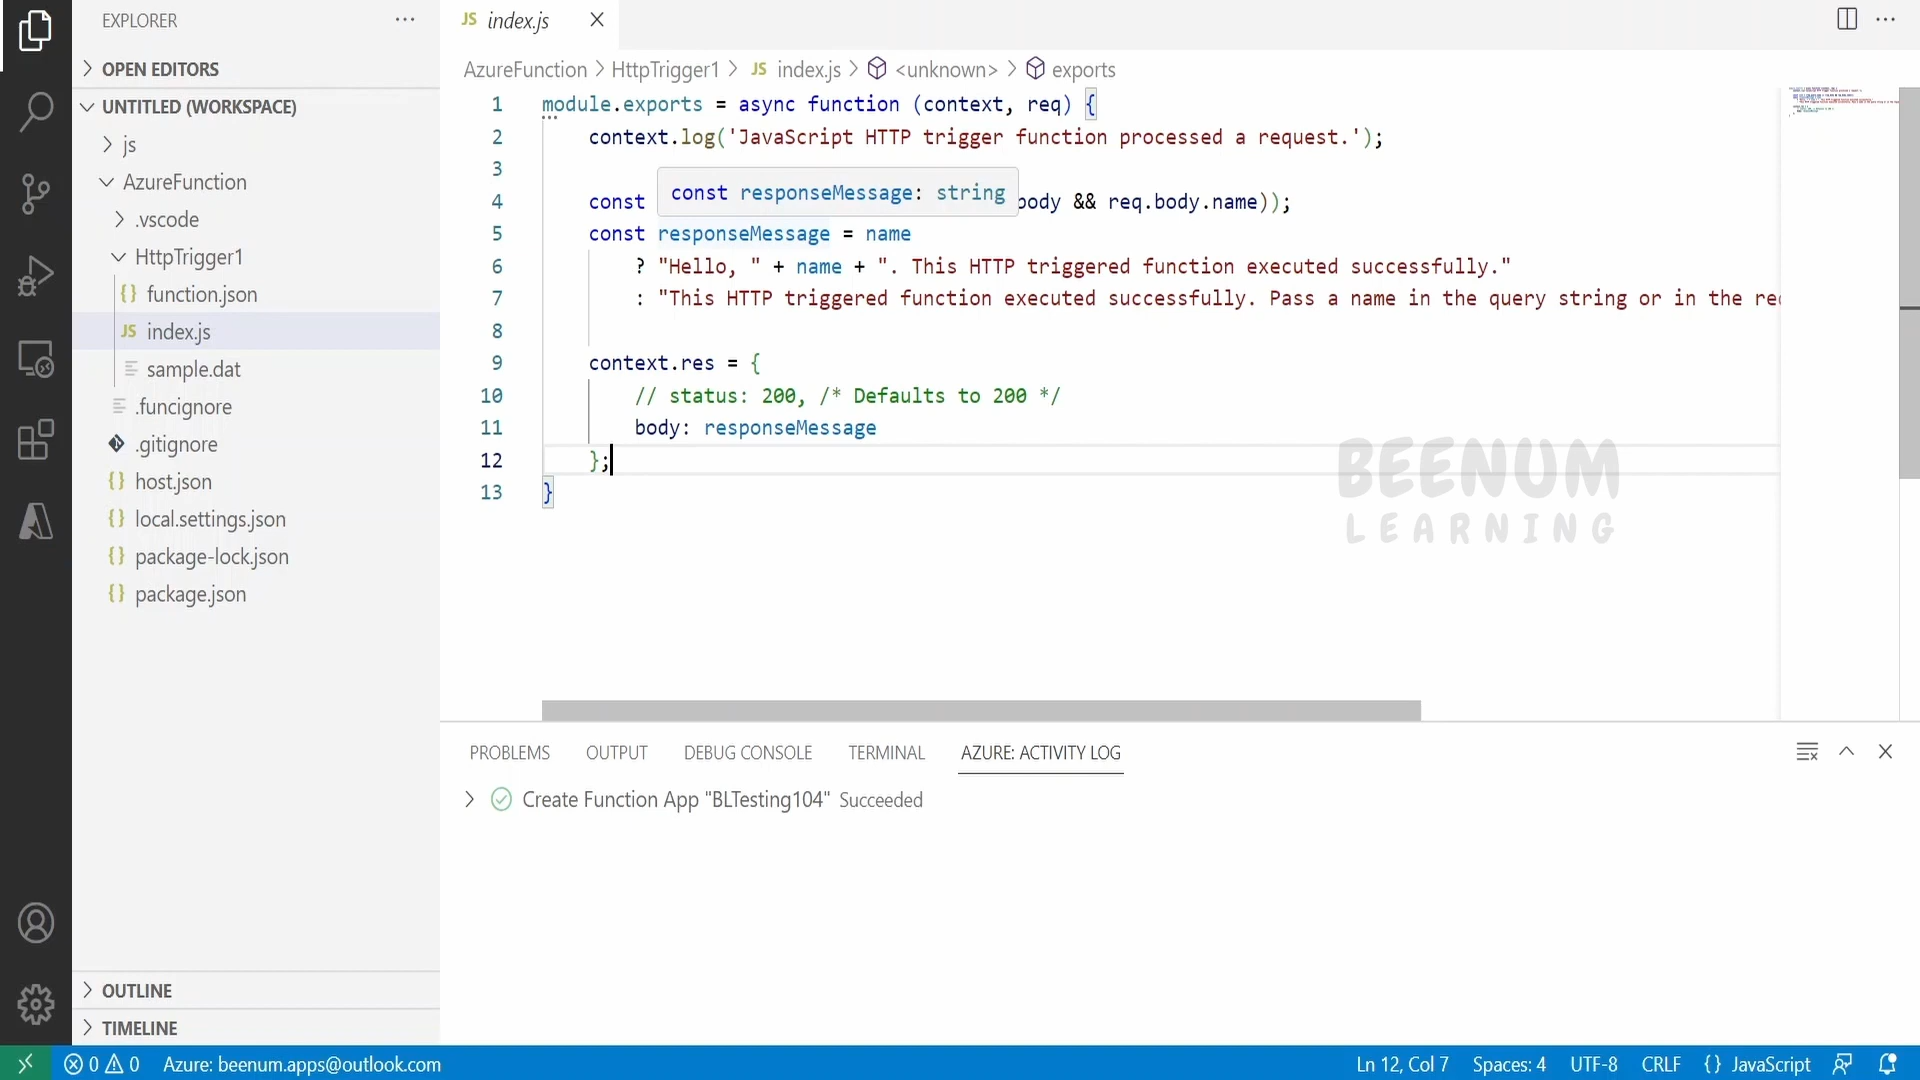 EXPLORER
OPEN EDITORS
UNTITLED (WORKSPACE)
js
AzureFunction
.vscode
HttpTrigger1
{} function.json
JS index.js
sample.dat
.funcignore
.gitignore
{} host.json
{} local.settings.json
{} package-lock.json
{} package.json
OUTLINE
TIMELINE
JS index.js
AzureFunction > HttpTrigger1 > JS index.js > <unknown> > exports
1 module.exports = async function (context, req) {
2 context.log('JavaScript HTTP trigger function processed a request.');
3
const responseMessage: string
4 const body && req.body.name));
5 const responseMessage = name
6 ? "Hello, " + name + ". This HTTP triggered function executed successfully."
7 : "This HTTP triggered function executed successfully. Pass a name in the query string or in the
8
9 context.res = {
10 // status: 200, /* Defaults to 200 */
11 body: responseMessage
12 };
13 }
BEENUM
LEARNING
PROBLEMS OUTPUT DEBUG CONSOLE TERMINAL AZURE: ACTIVITY LOG
Create Function App "BLTesting104" Succeeded
0 0 Azure: beenum.apps@outlook.com Ln 12, Col 7 Spaces: 4 UTF-8 CRLF {} JavaScript